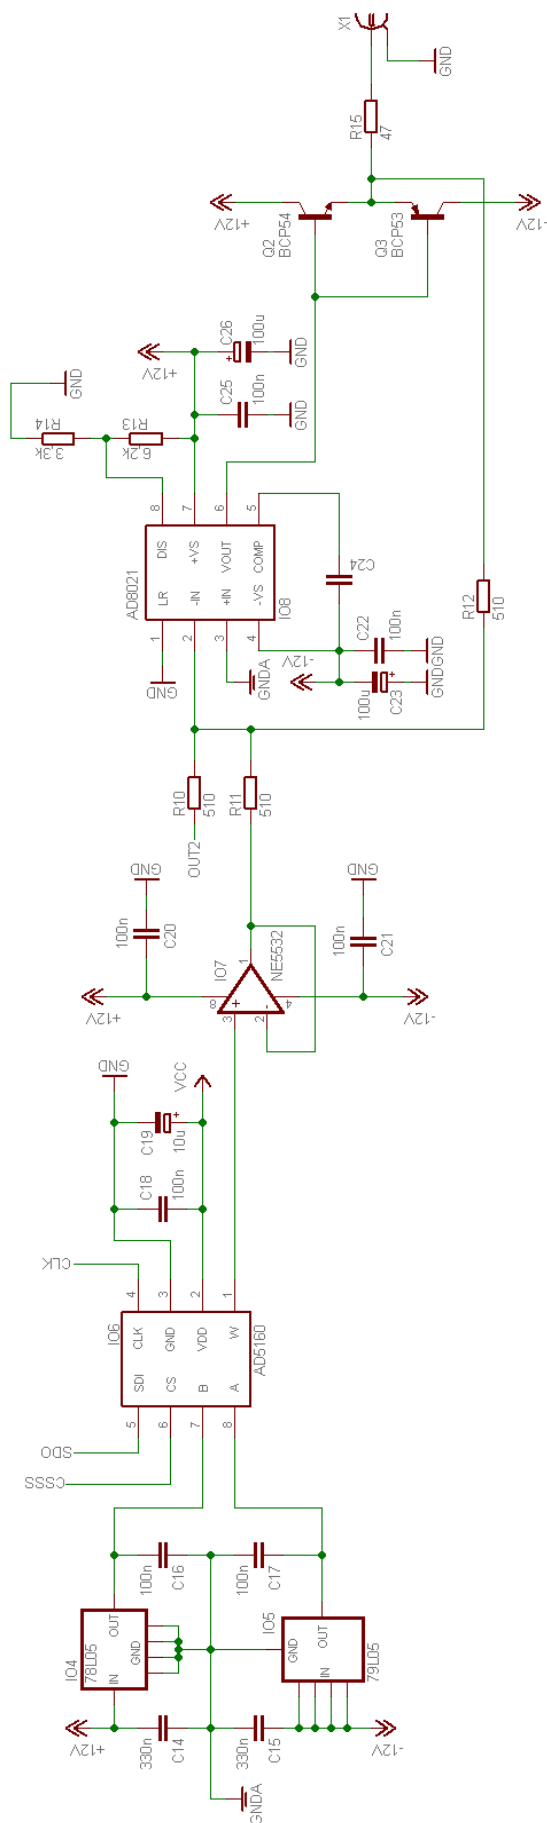 X1
GND
R15
47
+12V
-12V
Q2
BCP54
Q3
BCP53
C26
100u
+12V
GND
GND
R14
3,3k
R13
6,2k
C25
100n
GND
8
7
6
5
DIS
+VS
VOUT
COMP
AD8021
LR
-IN
+IN
-VS
IO8
1
2
3
4
C24
R12
510
GND
GNDA
-12V
C22
100n
GND
100u
C23
GND
R10
510
R11
510
OUT2
GND
100n
C20
GND
100n
C21
IO7
NE5532
1
8
4
3
2
+
-
+12V
-12V
GND
VCC
C19
10u
C18
100n
CLK
4
3
2
1
IO6
CLK
GND
VDD
W
SDI
CS
B
A
AD5160
5
6
7
8
SDO
CSSS
100n
C16
100n
C17
IO4
78L05
OUT
GND
IN
IO5
GND
OUT
IN
79L05
+12V
330n
C14
330n
C15
-12V
GNDA